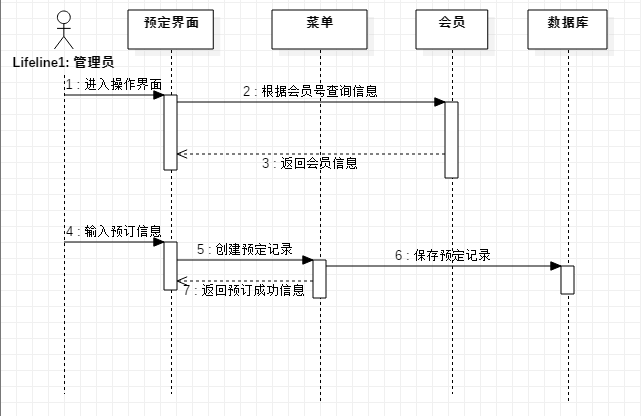 预定界面
菜单
会员
数据库
Lifeline1: 管理员
1 : 进入操作界面
2 : 根据会员号查询信息
3 : 返回会员信息
4 : 输入预订信息
5 : 创建预定记录
6 : 保存预定记录
7 : 返回预订成功信息